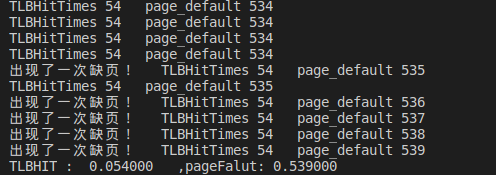 TLBHitTimes 54   page_default 534
TLBHitTimes 54   page_default 534
TLBHitTimes 54   page_default 534
TLBHitTimes 54   page_default 534
出现了一次缺页！   TLBHitTimes 54   page_default 535
TLBHitTimes 54   page_default 535
出现了一次缺页！   TLBHitTimes 54   page_default 536
出现了一次缺页！   TLBHitTimes 54   page_default 537
出现了一次缺页！   TLBHitTimes 54   page_default 538
出现了一次缺页！   TLBHitTimes 54   page_default 539
TLBHIT :  0.054000   ,pageFalut: 0.539000